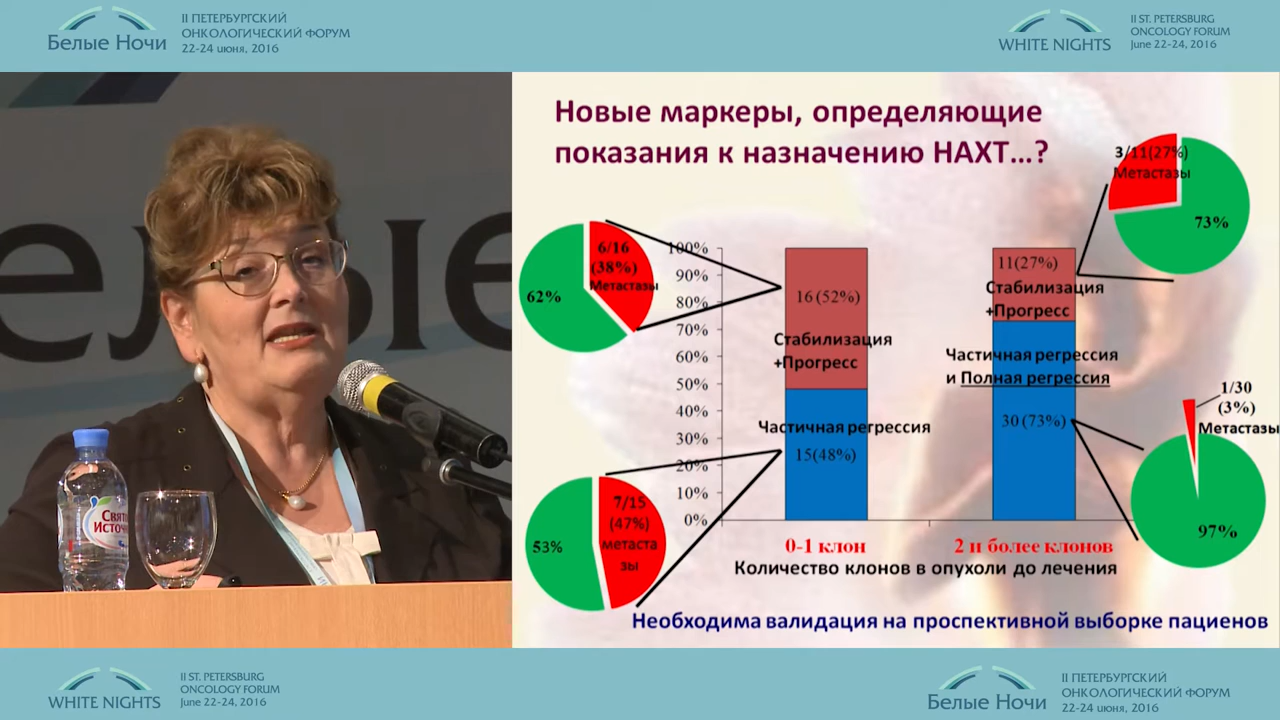 Белые Ночи
II ПЕТЕРБУРГСКИЙ
ОНКОЛОГИЧЕСКИЙ ФОРУМ
22-24 июня, 2016
WHITE NIGHTS
II ST. PETERSBURG
ONCOLOGY FORUM
June 22-24, 2016
Новые маркеры, определяющие
показания к назначению НАХТ...?
3/11(27%)
Метастазы
73%
6/16
(38%)
Метастазы
62%
100%
90%
80%
70%
60%
50%
40%
30%
20%
10%
0%
16 (52%)
Стабилизация
+Прогресс
Частичная регрессия
15(48%)
11(27%)
Стабилизация
+Прогресс
Частичная регрессия
и Полная регрессия
30 (73%)
1/30
(3%)
Метастазы
97%
7/15
(47%)
метаста
зы
53%
0-1 клон
2 и более клонов
Количество клонов в опухоли до лечения
Необходима валидация на проспективной выборке пациенов
WHITE NIGHTS
II ST. PETERSBURG
ONCOLOGY FORUM
June 22-24, 2016
Белые Ночи
II ПЕТЕРБУРГСКИЙ
ОНКОЛОГИЧЕСКИЙ ФОРУМ
22-24 июня, 2016